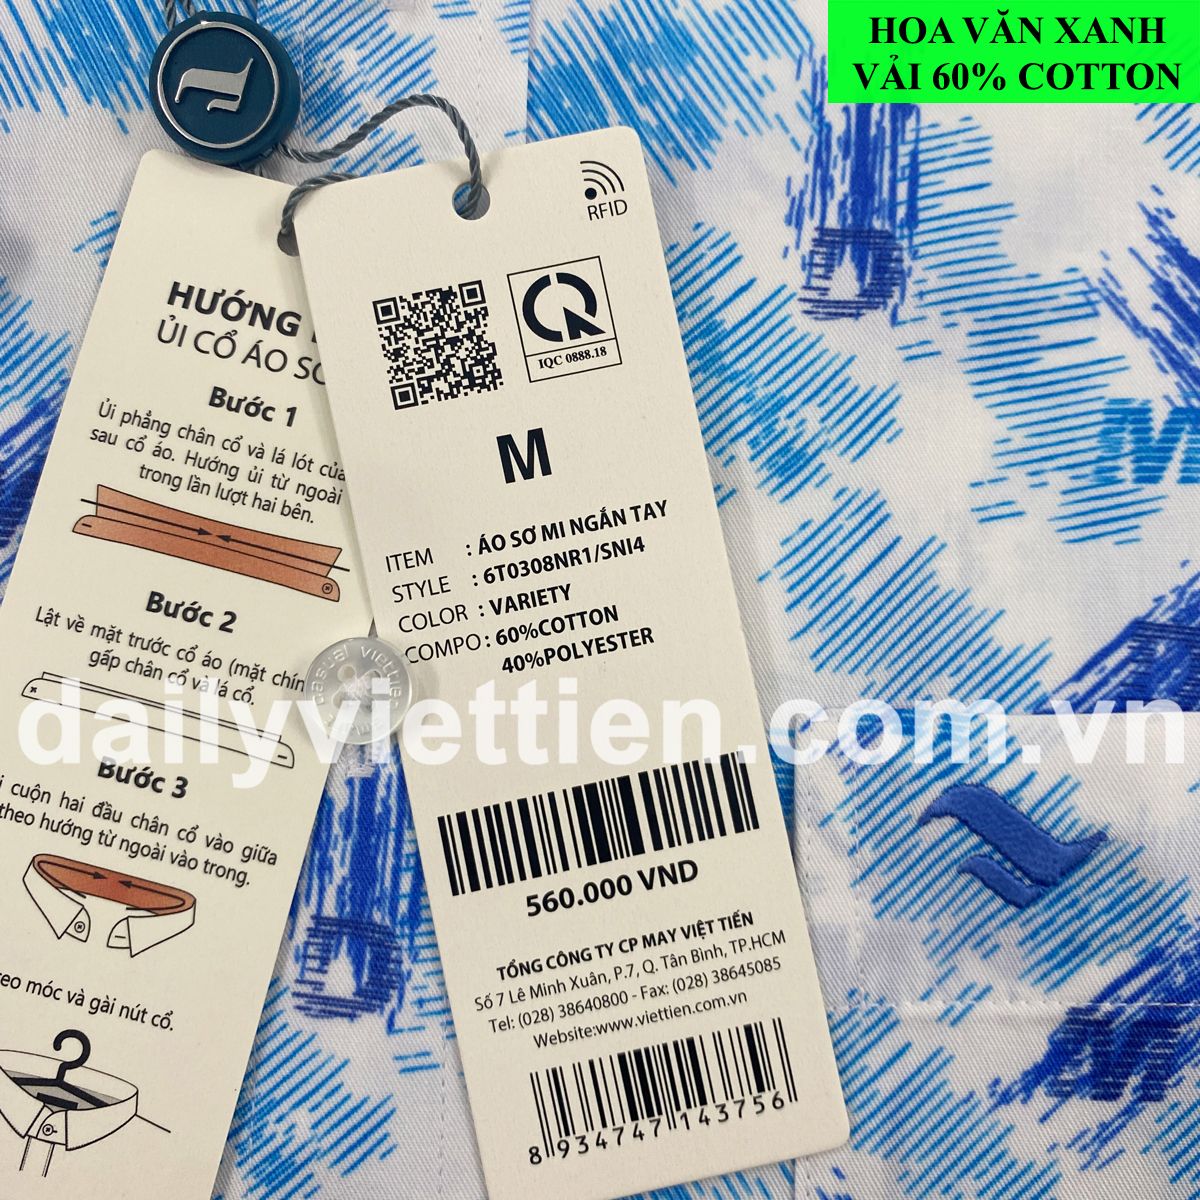 HOA VĂN XANH
VẢI 60% COTTON
RFID
IQC 0888.18
M
ITEM : ÁO SƠ MI NGẮN TAY
STYLE : 6T0308NR1/SNI4
COLOR : VARIETY
COMPO : 60%COTTON
40%POLYESTER
560.000 VND
TỔNG CÔNG TY CP MAY VIỆT TIẾN
Số 7 Lê Minh Xuân, P.7, Q. Tân Bình, TP.HCM
Tel: (028) 38640800 - Fax: (028) 38645085
Website:www.viettien.com.vn
8934747143756
HƯỚNG
ỦI CỔ ÁO
Bước 1
Ủi phẳng chân cổ và lá lót của
sau cổ áo. Hướng ủi từ ngoài
trong lần lượt hai bên.
Bước 2
Lật về mặt trước cổ áo (mặt
gấp chân cổ và lá cổ.
Bước 3
cuộn hai đầu chân cổ vào giữa
theo hướng từ ngoài vào trong.
móc và gài nút cổ.
casual viettien
dailyviettien.com.vn
M